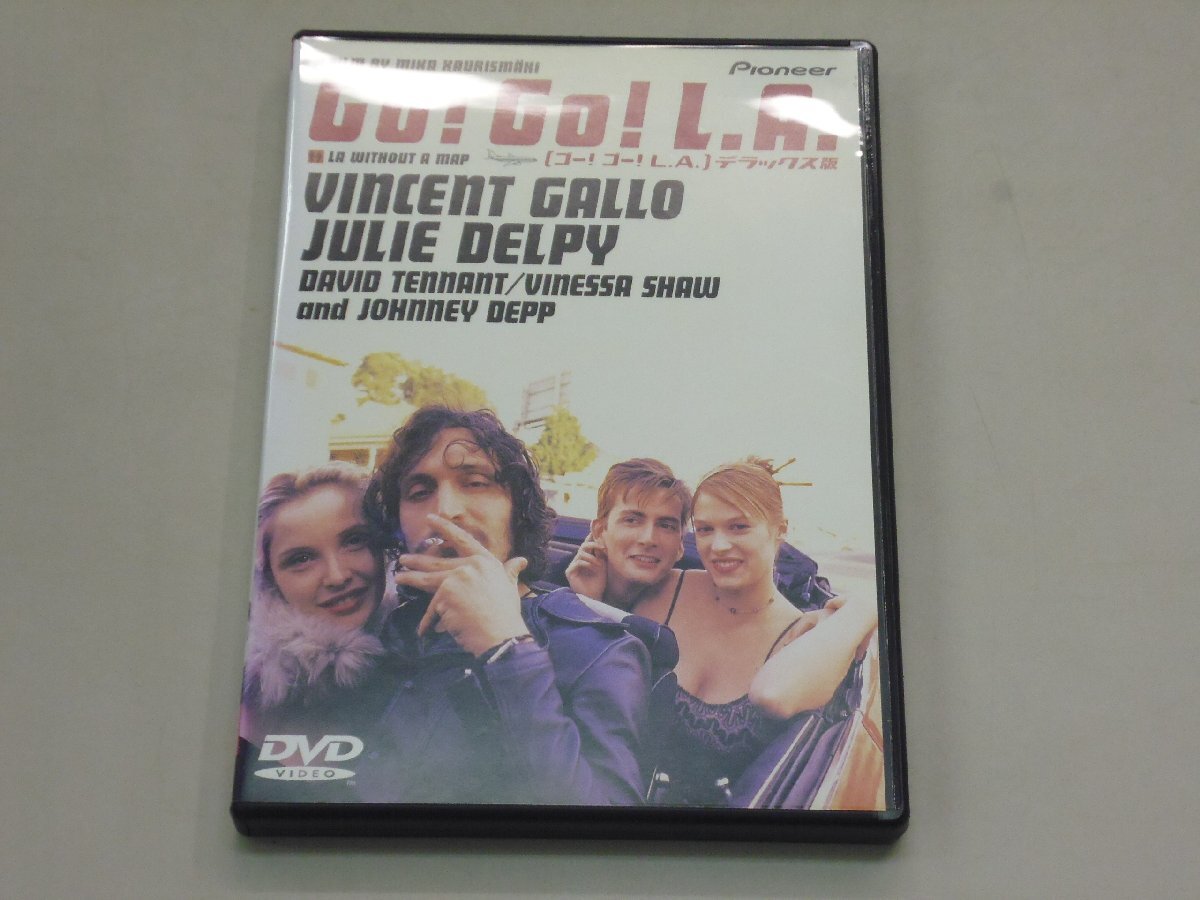 FILM BY MIKA KAURISMÄKI
Pioneer
Go! Go! L.A.
LA WITHOUT A MAP
[ゴー! ゴー! L.A.] デラックス版
VINCENT GALLO
JULIE DELPY
DAVID TENNANT/VINESSA SHAW
and JOHNNEY DEPP
DVD
VIDEO